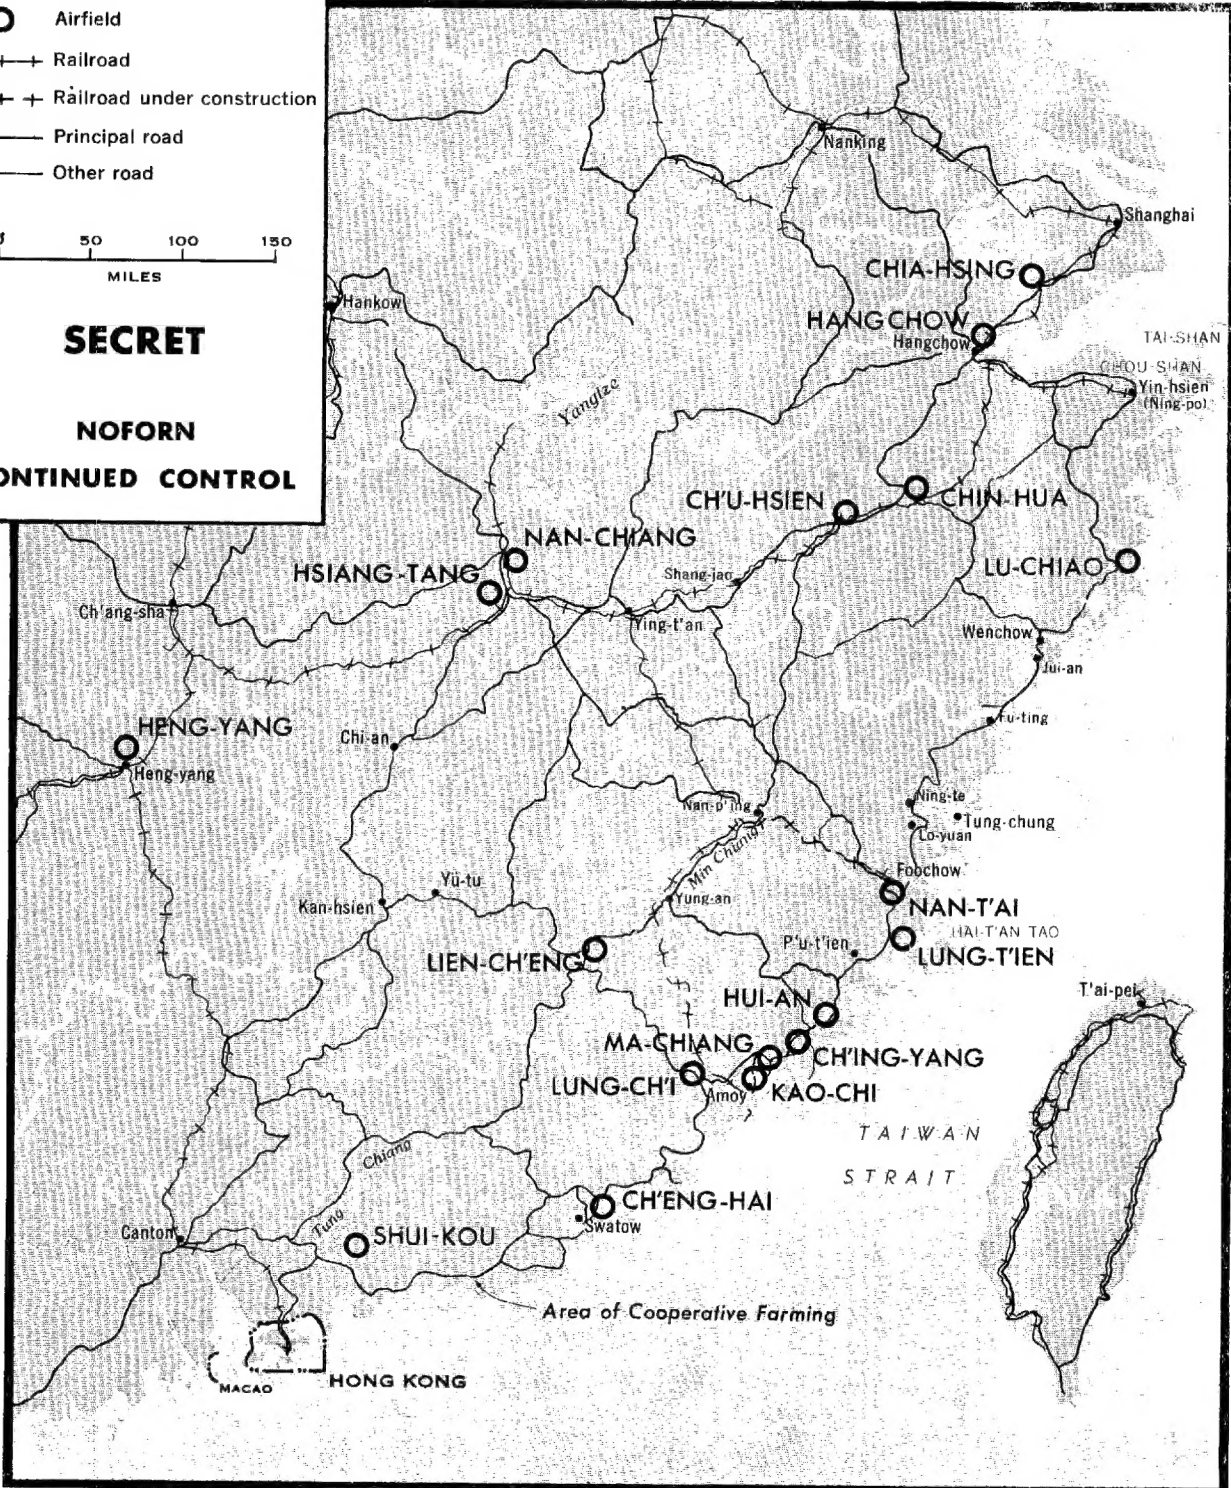 Airfield
Railroad
Railroad under construction
Principal road
Other road
50 100 150
MILES
SECRET
NOFORN
ONTINUED CONTROL
Nanking
Shanghai
CHIA-HSING
Hankow
HANGCHOW
Hangchow
TAI-SHAN
CHOU-SHAN
Yin-hsien
(Ning-po)
Yangtze
CH'U-HSIEN
CHIN-HUA
NAN-CHIANG
HSIANG-TANG
Shang-jao
LU-CHIAO
Ch'ang-sha
Ying-t'an
Wenchow
Jui-an
HENG-YANG
Chi-an
Fu-ting
Heng-yang
Nan-p'ing
Ning-te
Tung-chung
Lo-yuan
Min Chiang
Foochow
Yü-tu
Kan-hsien
Yung-an
NAN-T'AI
HAI-T'AN TAO
P'u-t'ien
LUNG-T'IEN
LIEN-CH'ENG
T'ai-pei
HUI-AN
MA-CHIANG
CH'ING-YANG
LUNG-CH'I
Amoy
KAO-CHI
TAIWAN
STRAIT
Chiang
Tung
CH'ENG-HAI
Swatow
Canton
SHUI-KOU
Area of Cooperative Farming
MACAO
HONG KONG